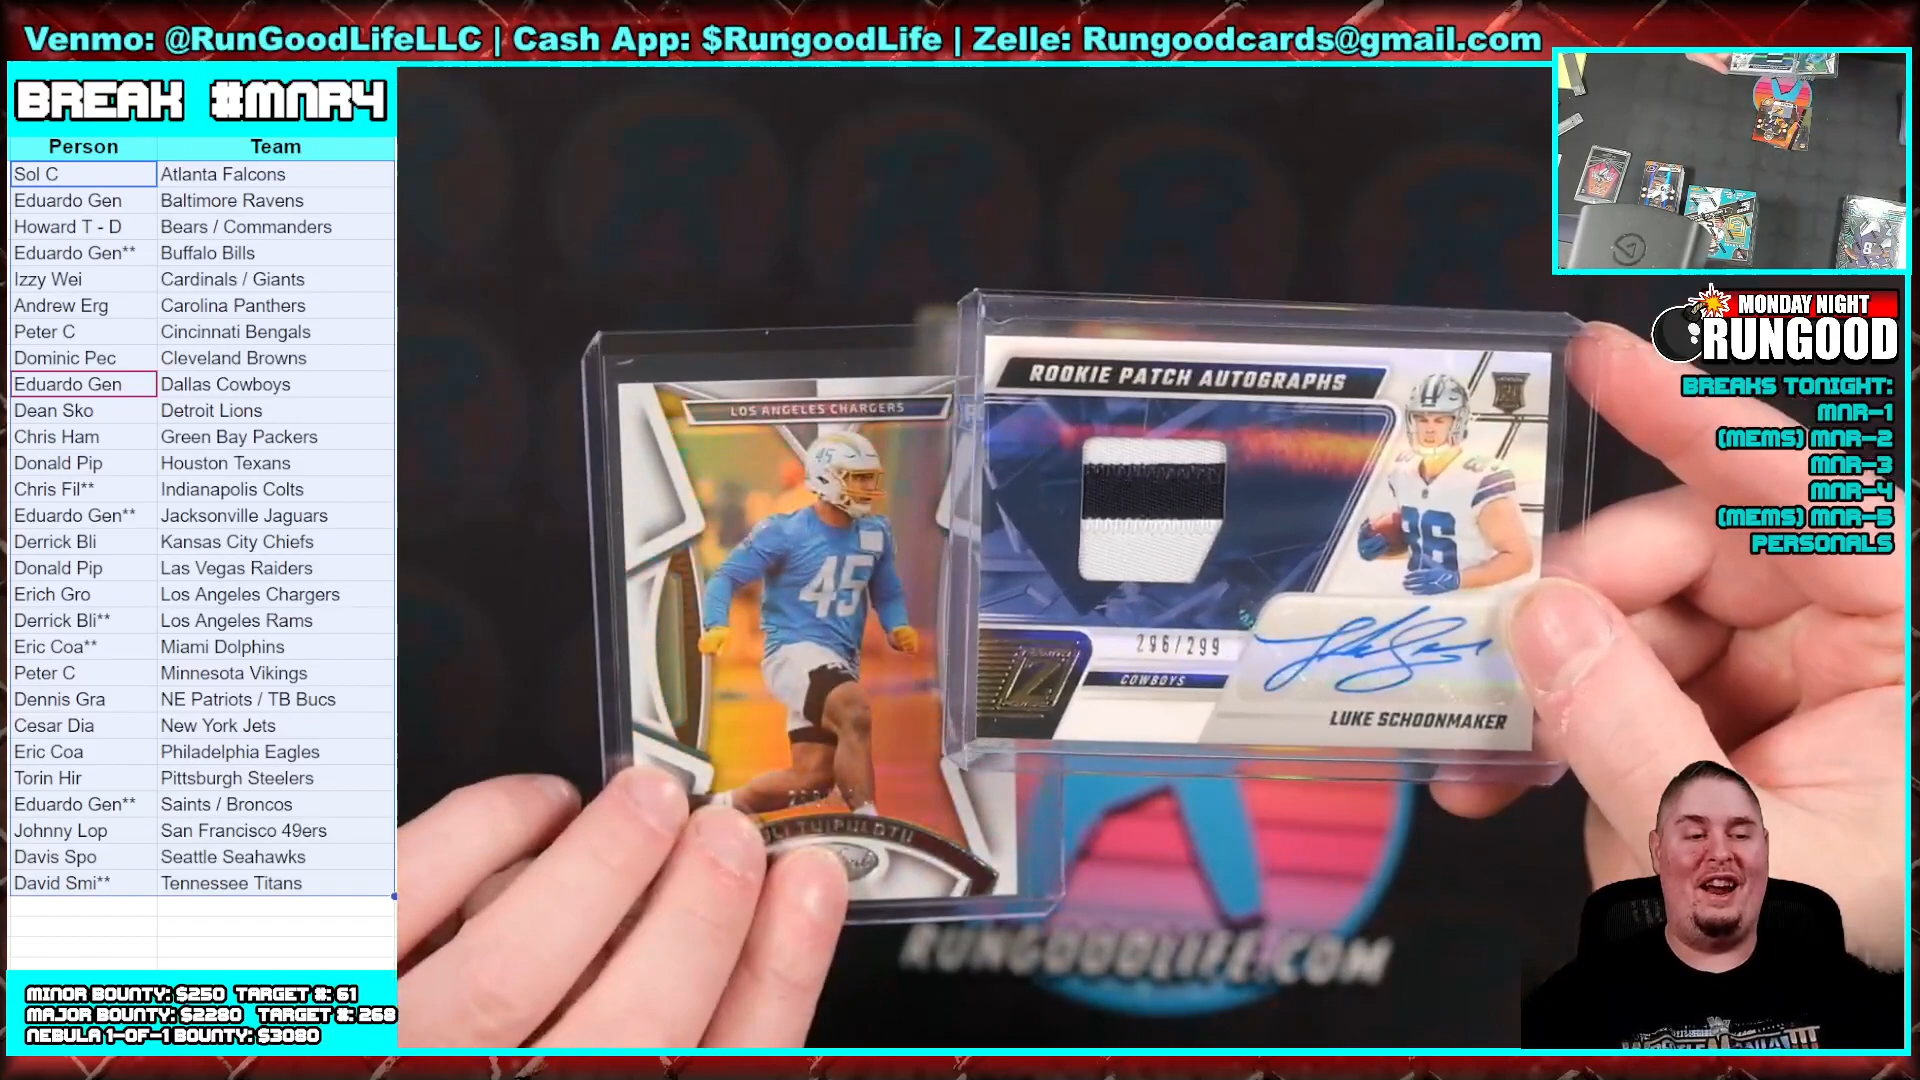 Venmo: @RunGoodLifeLLC | Cash App: $RungoodLife | Zelle: Rungoodcards@gmail.com
BREAK #MNR4
Person Team
Sol C Atlanta Falcons
Eduardo Gen Baltimore Ravens
Howard T - D Bears / Commanders
Eduardo Gen** Buffalo Bills
Izzy Wei Cardinals / Giants
Andrew Erg Carolina Panthers
Peter C Cincinnati Bengals
Dominic Pec Cleveland Browns
Eduardo Gen Dallas Cowboys
Dean Sko Detroit Lions
Chris Ham Green Bay Packers
Donald Pip Houston Texans
Chris Fil** Indianapolis Colts
Eduardo Gen** Jacksonville Jaguars
Derrick Bli Kansas City Chiefs
Donald Pip Las Vegas Raiders
Erich Gro Los Angeles Chargers
Derrick Bli** Los Angeles Rams
Eric Coa** Miami Dolphins
Peter C Minnesota Vikings
Dennis Gra NE Patriots / TB Bucs
Cesar Dia New York Jets
Eric Coa Philadelphia Eagles
Torin Hir Pittsburgh Steelers
Eduardo Gen** Saints / Broncos
Johnny Lop San Francisco 49ers
Davis Spo Seattle Seahawks
David Smi** Tennessee Titans
MINOR BOUNTY: $250 TARGET #: 61
MAJOR BOUNTY: $2280 TARGET #: 268
NEBULA 1-OF-1 BOUNTY: $3080
LOS ANGELES CHARGERS
45
45
ROOKIE PATCH AUTOGRAPHS
86
296/299
Z
COWBOYS
LUKE SCHOONMAKER
RUNGOODLIFE.COM
MONDAY NIGHT
RUNGOOD
BREAKS TONIGHT:
MNR-1
(MEMS) MNR-2
MNR-3
MNR-4
(MEMS) MNR-5
PERSONALS